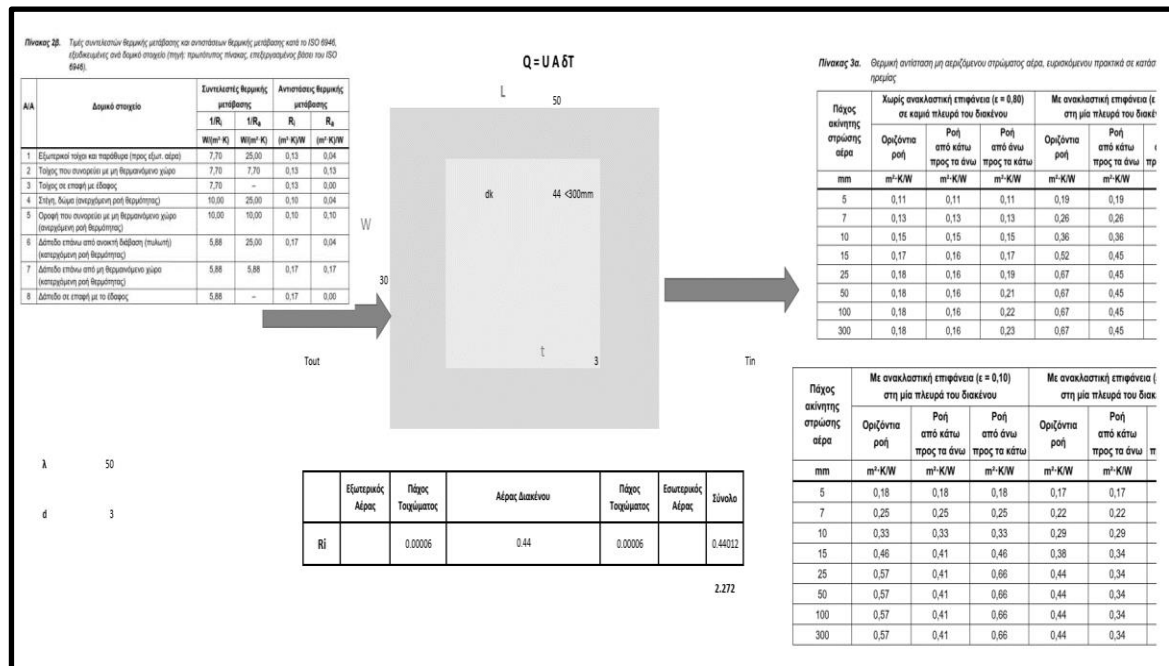 Πίνακας 2β. Τιμές συντελεστών θερμικής μετάβασης και αντιστάσεις θερμικής μετάβασης κατά το ISO 6946,
εξειδικευμένες ανά δομικό στοιχείο (πηγή: πρωτότυπος πίνακας, επεξεργασμένος βάσει του ISO
6946).
Α/Α Δομικό στοιχείο Συντελεστές θερμικής μετάβασης Αντιστάσεις θερμικής μετάβασης
1/Ri 1/Ra Ri Ra
W/(m²·K) W/(m²·K) (m²·K)/W (m²·K)/W
1 Εξωτερικοί τοίχοι και παράθυρα (προς εξωτ. αέρα) 7,70 25,00 0,13 0,04
2 Τοίχος που συνορεύει με μη θερμαινόμενο χώρο 7,70 7,70 0,13 0,13
3 Τοίχος σε επαφή με έδαφος 7,70 – 0,13 0,00
4 Στέγη, δώμα (ανερχόμενη ροή θερμότητας) 10,00 25,00 0,10 0,04
5 Οροφή που συνορεύει με μη θερμαινόμενο χώρο
(ανερχόμενη ροή θερμότητας) 10,00 10,00 0,10 0,10
6 Δάπεδο επάνω από ανοικτή διάβαση (πυλωτή)
(κατερχόμενη ροή θερμότητας) 5,88 25,00 0,17 0,04
7 Δάπεδο επάνω από μη θερμαινόμενο χώρο
(κατερχόμενη ροή θερμότητας) 5,88 5,88 0,17 0,17
8 Δάπεδο σε επαφή με το έδαφος 5,88 – 0,17 0,00
Q = U A δT
L
50
dk 44 <300mm
W
30
t
3
Tout
Tin
λ 50
d 3
Εξωτερικός Αέρας Πάχος Τοιχώματος Αέρας Διακένου Πάχος Τοιχώματος Εσωτερικός Αέρας Σύνολο
Ri 0.00006 0.44 0.00006 0.44012
2.272
Πίνακας 3α. Θερμική αντίσταση μη αεριζόμενου στρώματος αέρα, ευρισκόμενου πρακτικά σε κατάσ
ηρεμίας
Πάχος ακίνητης στρώσης αέρα
Χωρίς ανακλαστική επιφάνεια (ε = 0,80) σε καμιά πλευρά του διακένου
Με ανακλαστική επιφάνεια (ε στη μία πλευρά του διακέν
Οριζόντια ροή Ροή από κάτω προς τα άνω Ροή από άνω προς τα κάτω Οριζόντια ροή Ροή από κάτω προς τα άνω
mm m²·K/W m²·K/W m²·K/W m²·K/W m²·K/W
5 0,11 0,11 0,11 0,19 0,19
7 0,13 0,13 0,13 0,26 0,26
10 0,15 0,15 0,15 0,36 0,36
15 0,17 0,16 0,17 0,52 0,45
25 0,18 0,16 0,19 0,67 0,45
50 0,18 0,16 0,21 0,67 0,45
100 0,18 0,16 0,22 0,67 0,45
300 0,18 0,16 0,23 0,67 0,45
Πάχος ακίνητης στρώσης αέρα
Με ανακλαστική επιφάνεια (ε = 0,10) στη μία πλευρά του διακένου
Με ανακλαστική επιφάνεια ( στη μία πλευρά του διακ
Οριζόντια ροή Ροή από κάτω προς τα άνω Ροή από άνω προς τα κάτω Οριζόντια ροή Ροή από κάτω προς τα άνω
mm m²·K/W m²·K/W m²·K/W m²·K/W m²·K/W
5 0,18 0,18 0,18 0,17 0,17
7 0,25 0,25 0,25 0,22 0,22
10 0,33 0,33 0,33 0,29 0,29
15 0,46 0,41 0,46 0,38 0,34
25 0,57 0,41 0,66 0,44 0,34
50 0,57 0,41 0,66 0,44 0,34
100 0,57 0,41 0,66 0,44 0,34
300 0,57 0,41 0,66 0,44 0,34